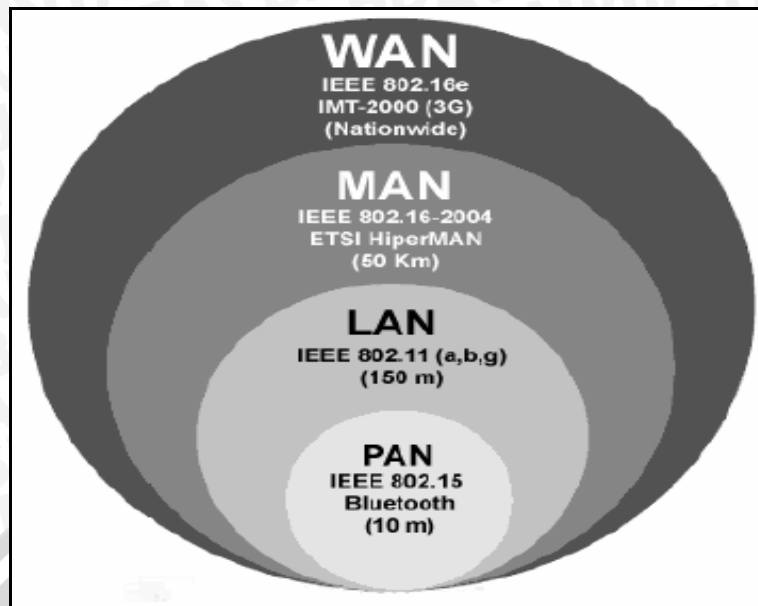 WAN
IEEE 802.16e
IMT-2000 (3G)
(Nationwide)
MAN
IEEE 802.16-2004
ETSI HiperMAN
(50 Km)
LAN
IEEE 802.11 (a,b,g)
(150 m)
PAN
IEEE 802.15
Bluetooth
(10 m)